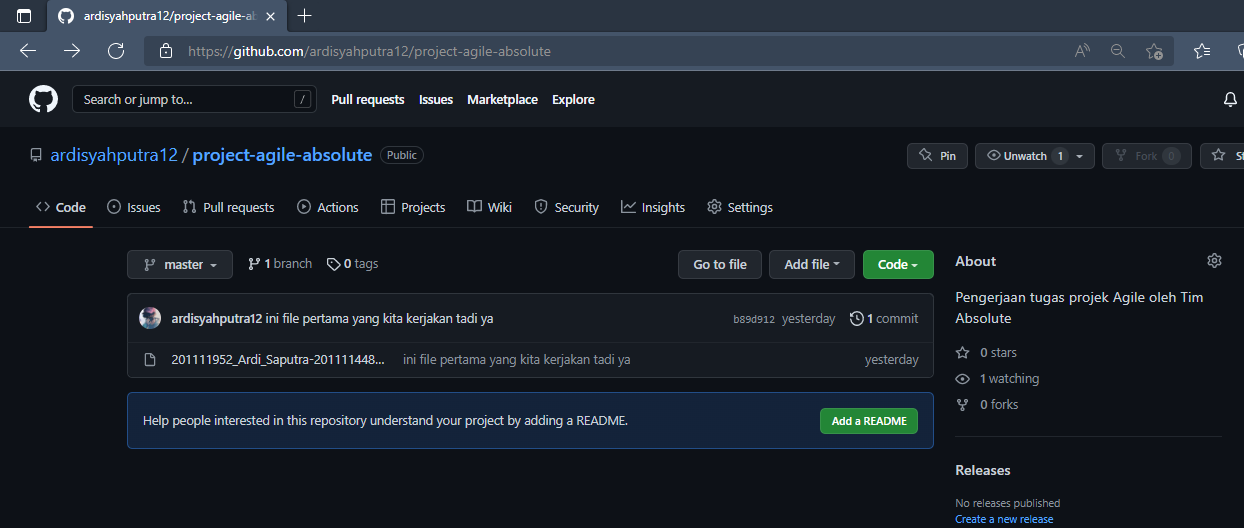 ardisyahputra12/project-agile-ab
https://github.com/ardisyahputra12/project-agile-absolute
Search or jump to... /
Pull requests Issues Marketplace Explore
ardisyahputra12 / project-agile-absolute Public
Pin Unwatch 1 Fork 0 St
Code Issues Pull requests Actions Projects Wiki Security Insights Settings
master 1 branch 0 tags Go to file Add file Code
ardisyahputra12 ini file pertama yang kita kerjakan tadi ya b89d912 yesterday 1 commit
201111952_Ardi_Saputra-201111448... ini file pertama yang kita kerjakan tadi ya yesterday
Help people interested in this repository understand your project by adding a README. Add a README
About
Pengerjaan tugas projek Agile oleh Tim
Absolute
0 stars
1 watching
0 forks
Releases
No releases published
Create a new release